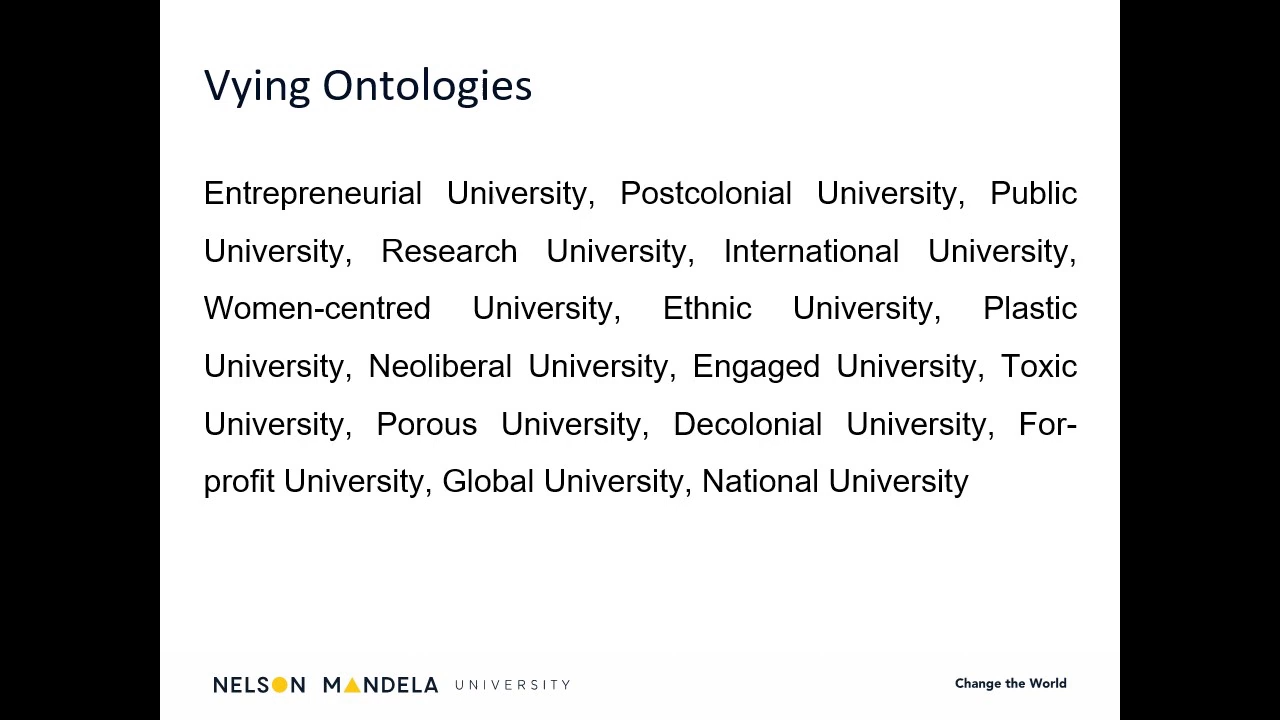 Vying Ontologies
Entrepreneurial University, Postcolonial University, Public
University, Research University, International University,
Women-centred University, Ethnic University, Plastic
University, Neoliberal University, Engaged University, Toxic
University, Porous University, Decolonial University, For-
profit University, Global University, National University
NELSON MANDELA UNIVERSITY
Change the World